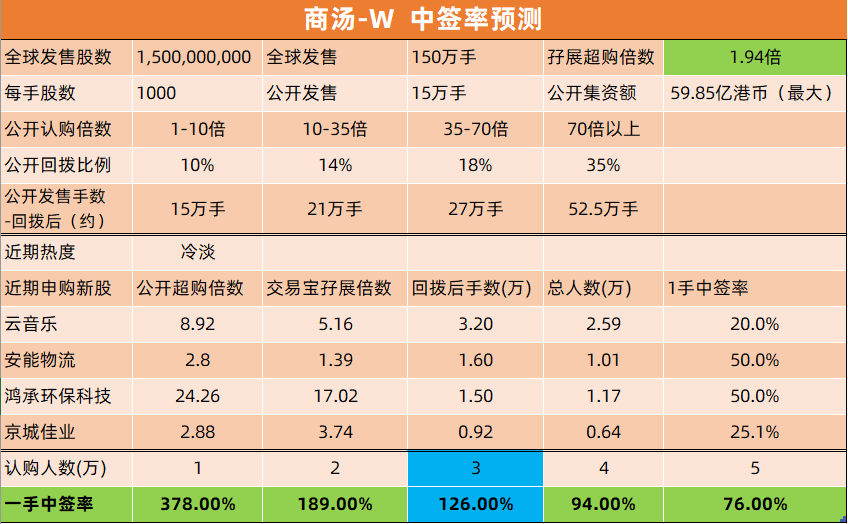 商汤-W 中签率预测
全球发售股数 1,500,000,000 全球发售 150万手 孖展超购倍数 1.94倍
每手股数 1000 公开发售 15万手 公开集资额 59.85亿港币（最大）
公开认购倍数 1-10倍 10-35倍 35-70倍 70倍以上
公开回拨比例 10% 14% 18% 35%
公开发售手数
-回拨后（约） 15万手 21万手 27万手 52.5万手
近期热度 冷淡
近期申购新股 公开超购倍数 交易宝孖展倍数 回拨后手数(万) 总人数(万) 1手中签率
云音乐 8.92 5.16 3.20 2.59 20.0%
安能物流 2.8 1.39 1.60 1.01 50.0%
鸿承环保科技 24.26 17.02 1.50 1.17 50.0%
京城佳业 2.88 3.74 0.92 0.64 25.1%
认购人数(万) 1 2 3 4 5
一手中签率 378.00% 189.00% 126.00% 94.00% 76.00%